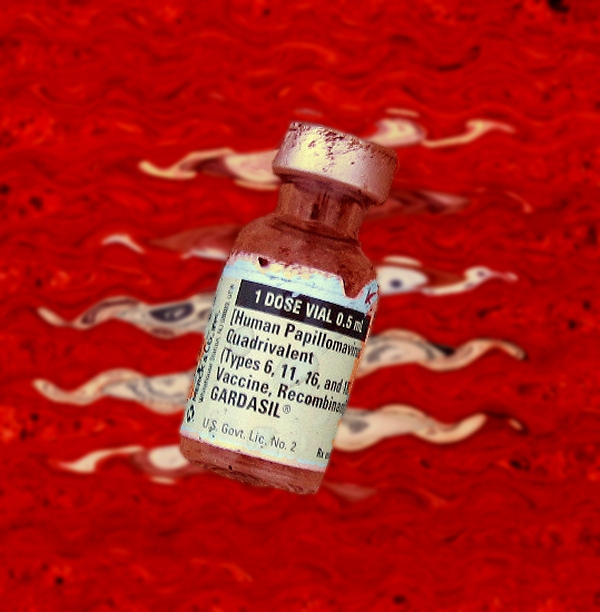 1 DOSE VIAL 0.5 mL
[Human Papillomavirus
Quadrivalent
(Types 6, 11, 16, and 18)
Vaccine, Recombinant]
GARDASIL®
U.S. Govt. Lic. No. 2
Rx